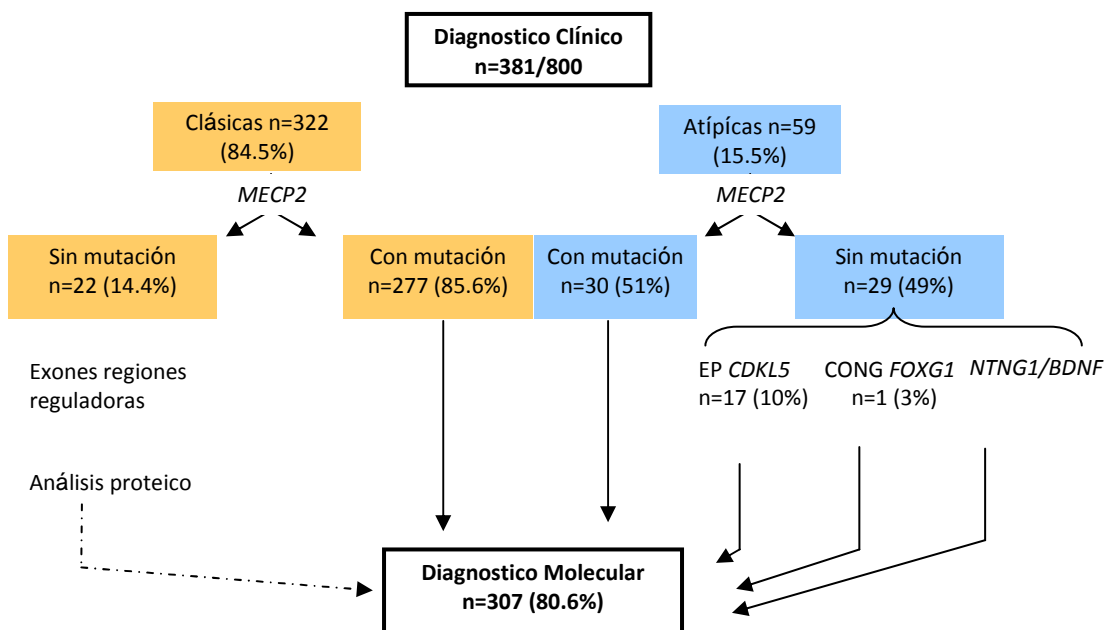 Diagnostico Clínico
n=381/800
Clásicas n=322
(84.5%)
Atípícas n=59
(15.5%)
MECP2
MECP2
Sin mutación
n=22 (14.4%)
Con mutación
n=277 (85.6%)
Con mutación
n=30 (51%)
Sin mutación
n=29 (49%)
Exones regiones
reguladoras
EP CDKL5
n=17 (10%)
CONG FOXG1
n=1 (3%)
NTNG1/BDNF
Análisis proteico
Diagnostico Molecular
n=307 (80.6%)